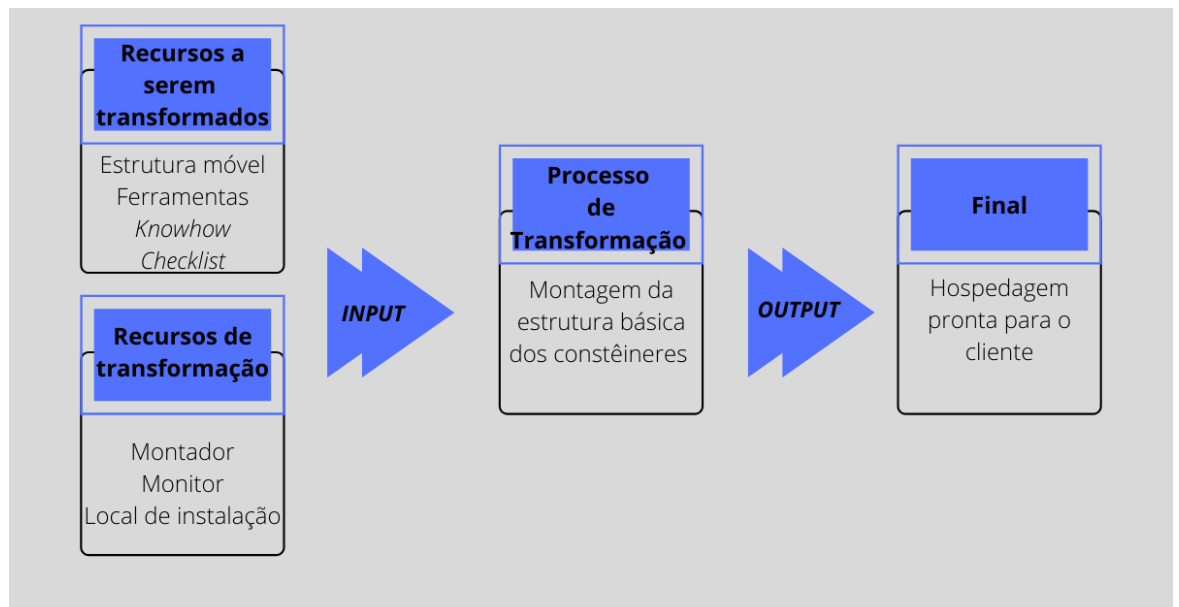 Recursos a
serem
transformados
Estrutura móvel
Ferramentas
Knowhow
Checklist
Recursos de
transformação
Montador
Monitor
Local de instalação
INPUT
Processo
de
Transformação
Montagem da
estrutura básica
dos constêineres
OUTPUT
Final
Hospedagem
pronta para o
cliente